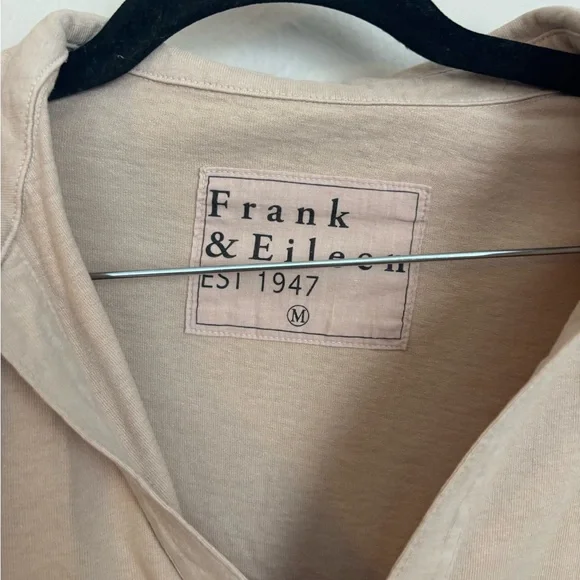 Frank
& Eileen
EST 1947
M